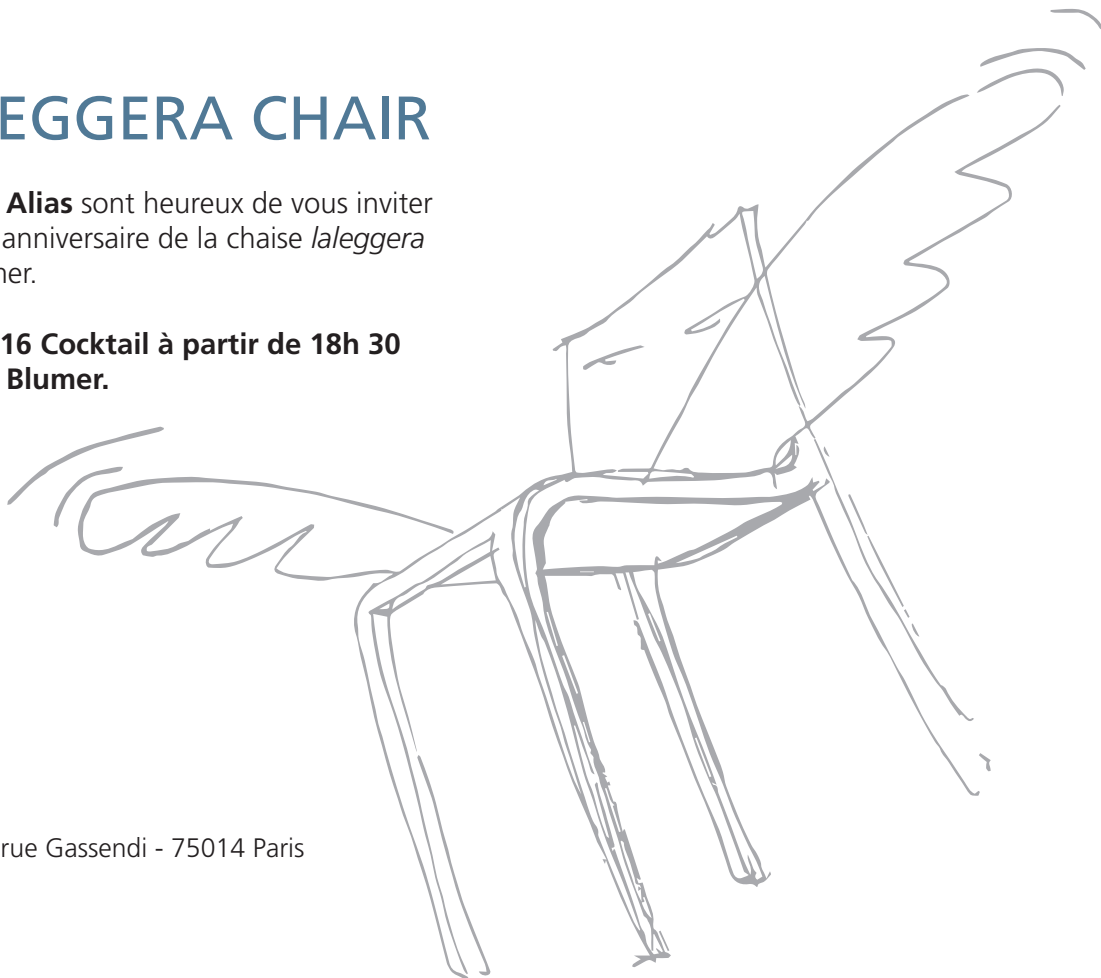 EGGERA CHAIR
Alias sont heureux de vous inviter
anniversaire de la chaise laleggera
ner.
16 Cocktail à partir de 18h 30
Blumer.
rue Gassendi - 75014 Paris